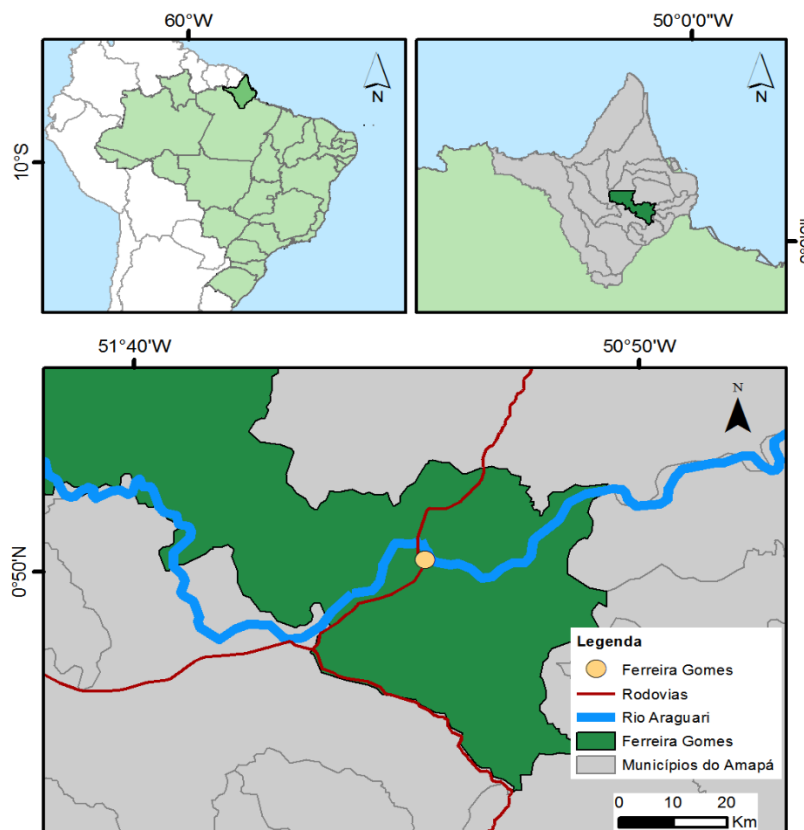 60°W
50°0'0"W
N
N
10°S
51°40'W
50°50'W
N
0°50'N
Legenda
Ferreira Gomes
Rodovias
Rio Araguari
Ferreira Gomes
Municípios do Amapá
0 10 20
Km